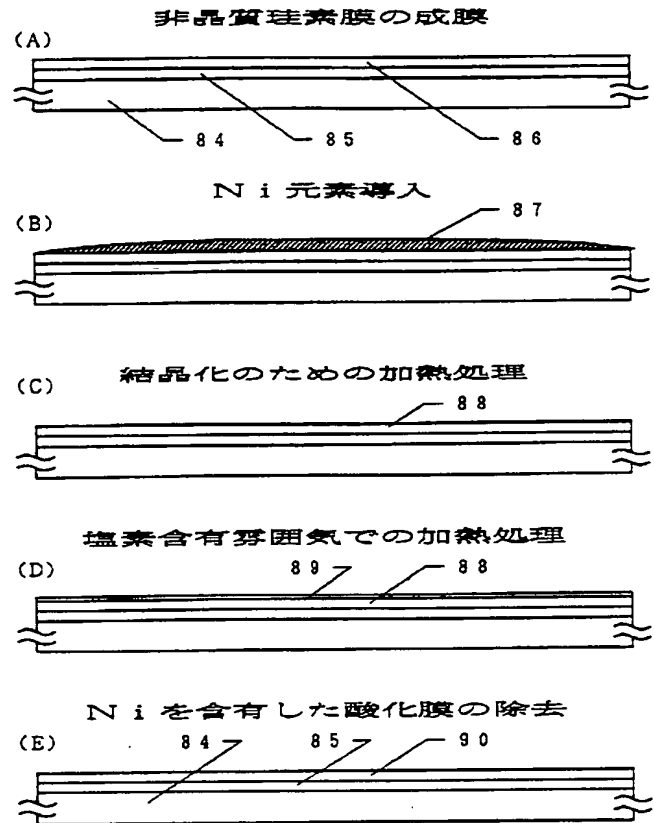 非晶質珪素膜の成膜
(A)
84 85 86
Ni元素導入
87
(B)
結晶化のための加熱処理
(C)
88
塩素含有雰囲気での加熱処理
(D)
89 88
Niを含有した酸化膜の除去
(E)
84 85 90